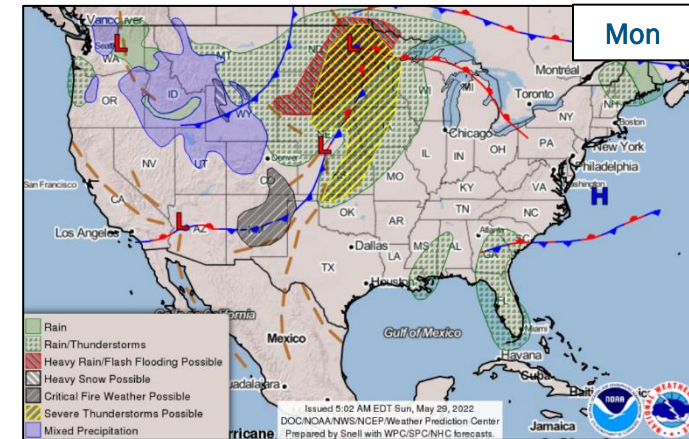 Mon
Vancouver
Seattle
WA
MT
ND
L
L
Montréal
OR
ID
WY
WI
MI
Toronto
NH
Boston
NY
Chicago
New York
NV
UT
Denver
NE
L
IL
IN
OH
PA
Philadelphia
San Francisco
CA
CO
KS
MO
KY
VA
Washington
H
Los Angeles
L
AZ
OK
AR
TN
NC
Dallas
MS
AL
Atlanta
GA
SC
TX
LA
Houston
FL
Miami
Gulf of Mexico
Havana
Mexico
Cuba
Jamaica
Rain
Rain/Thunderstorms
Heavy Rain/Flash Flooding Possible
Heavy Snow Possible
Critical Fire Weather Possible
Severe Thunderstorms Possible
Mixed Precipitation
Issued 5:02 AM EDT Sun, May 29, 2022
DOC/NOAA/NWS/NCEP/Weather Prediction Center
Prepared by Snell with WPC/SPC/NHC forecasts.
NOAA